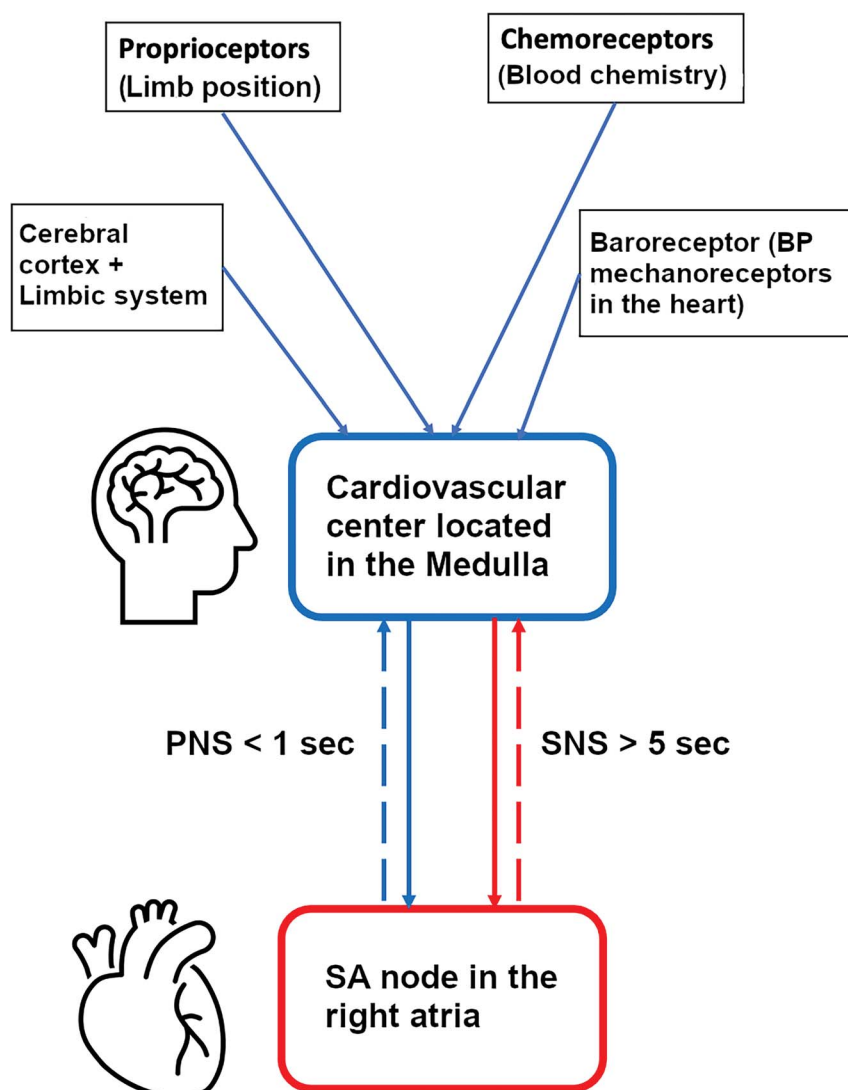 Proprioceptors
(Limb position)
Chemoreceptors
(Blood chemistry)
Cerebral
cortex +
Limbic system
Baroreceptor (BP
mechanoreceptors
in the heart)
Cardiovascular
center located
in the Medulla
PNS < 1 sec
SNS > 5 sec
SA node in the
right atria